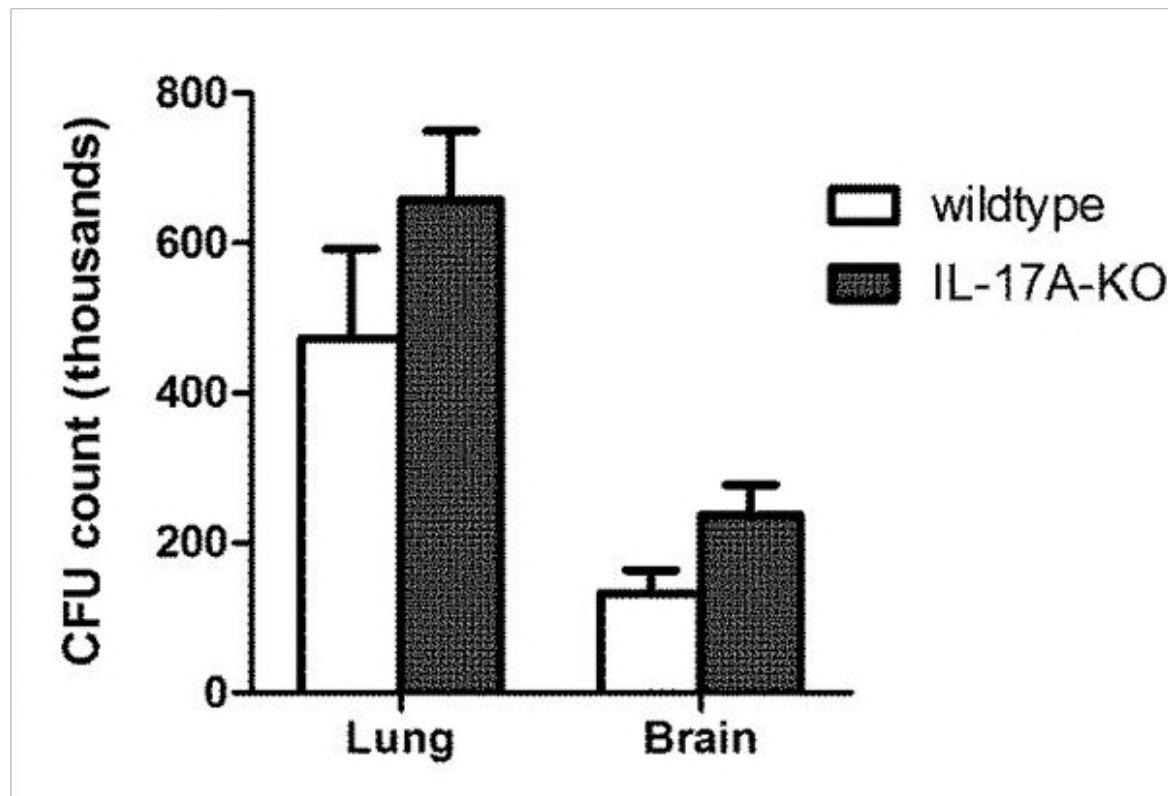 CFU count (thousands)
800
600
400
200
0
Lung
Brain
wildtype
IL-17A-KO